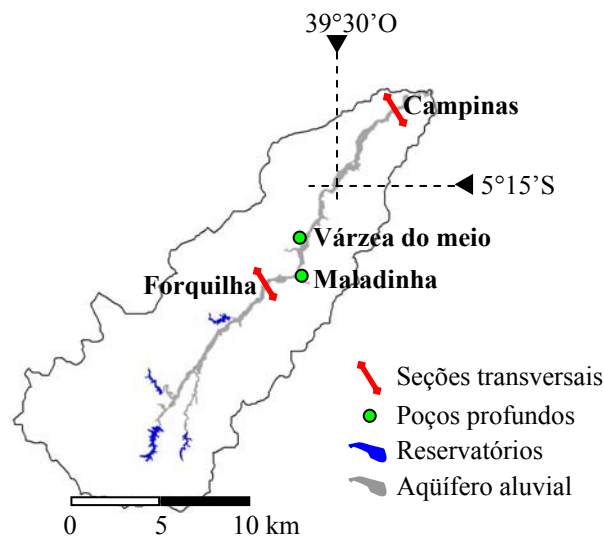 39°30’O
Campinas
5°15’S
Várzea do meio
Forquilha
Maladinha
Seções transversais
Poços profundos
Reservatórios
Aqüífero aluvial
0 5 10 km